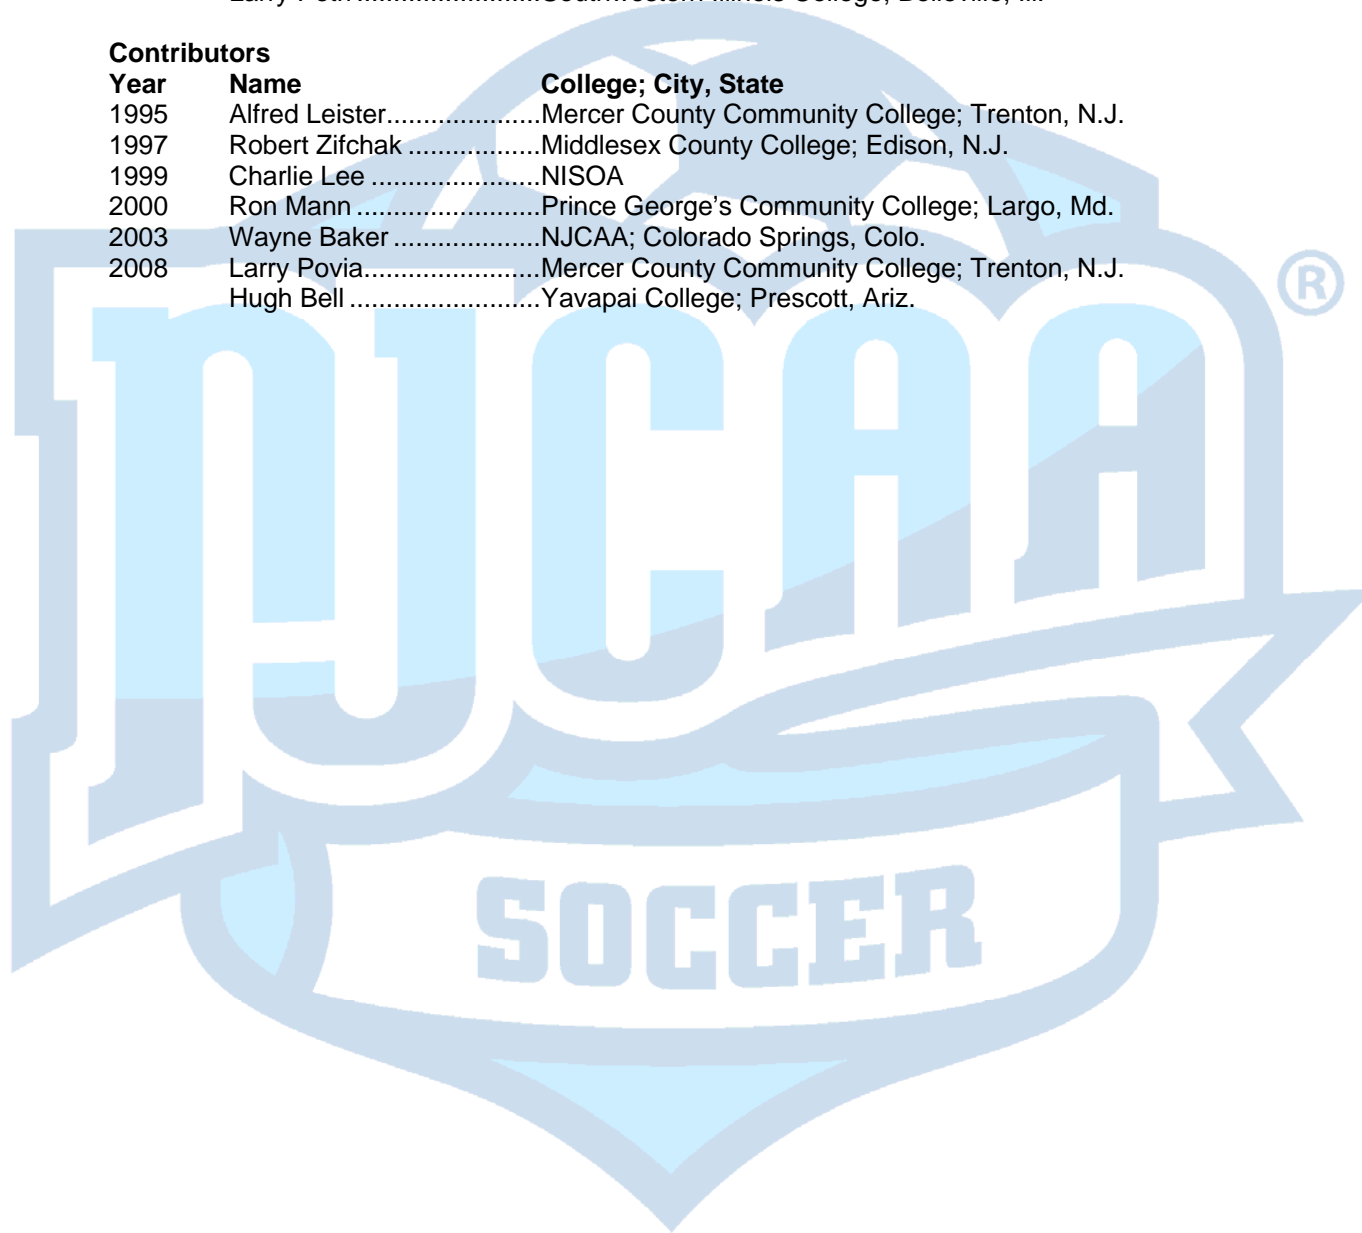 Contributors
Year Name College; City, State
1995 Alfred Leister.....................Mercer County Community College; Trenton, N.J.
1997 Robert Zifchak ..................Middlesex County College; Edison, N.J.
1999 Charlie Lee .......................NISOA
2000 Ron Mann .........................Prince George’s Community College; Largo, Md.
2003 Wayne Baker ....................NJCAA; Colorado Springs, Colo.
2008 Larry Povia........................Mercer County Community College; Trenton, N.J.
Hugh Bell ..........................Yavapai College; Prescott, Ariz.
®
NJCAA
SOCCER